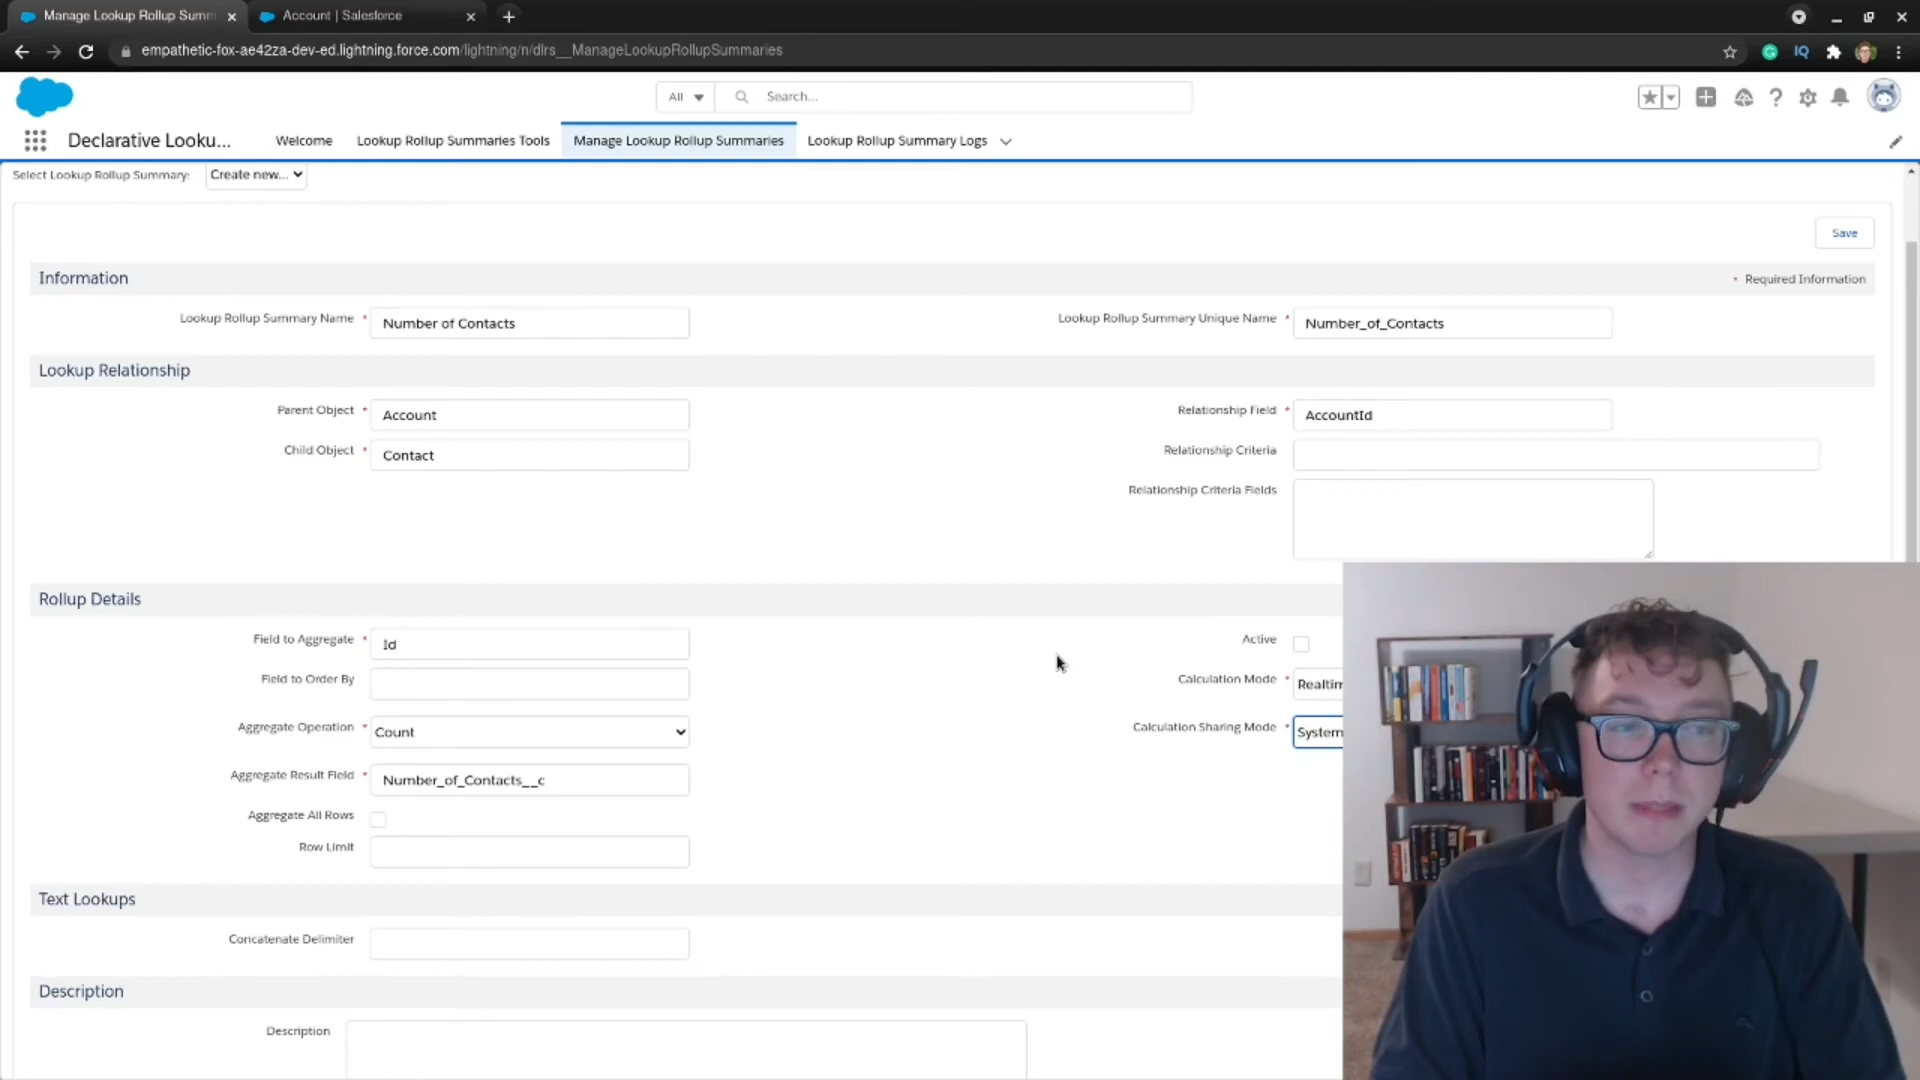 Manage Lookup Rollup Summ
Account | Salesforce
empathetic-fox-ae42za-dev-ed.lightning.force.com/lightning/n/dlrs__ManageLookupRollupSummaries
All
Search...
Declarative Looku...
Welcome
Lookup Rollup Summaries Tools
Manage Lookup Rollup Summaries
Lookup Rollup Summary Logs
Select Lookup Rollup Summary:
Create new...
Save
Information
* Required Information
Lookup Rollup Summary Name * Number of Contacts
Lookup Rollup Summary Unique Name * Number_of_Contacts
Lookup Relationship
Parent Object * Account
Relationship Field * AccountId
Child Object * Contact
Relationship Criteria
Relationship Criteria Fields
Rollup Details
Field to Aggregate * Id
Active
Field to Order By
Calculation Mode * Realtim
Aggregate Operation * Count
Calculation Sharing Mode * System
Aggregate Result Field * Number_of_Contacts__c
Aggregate All Rows
Row Limit
Text Lookups
Concatenate Delimiter
Description
Description